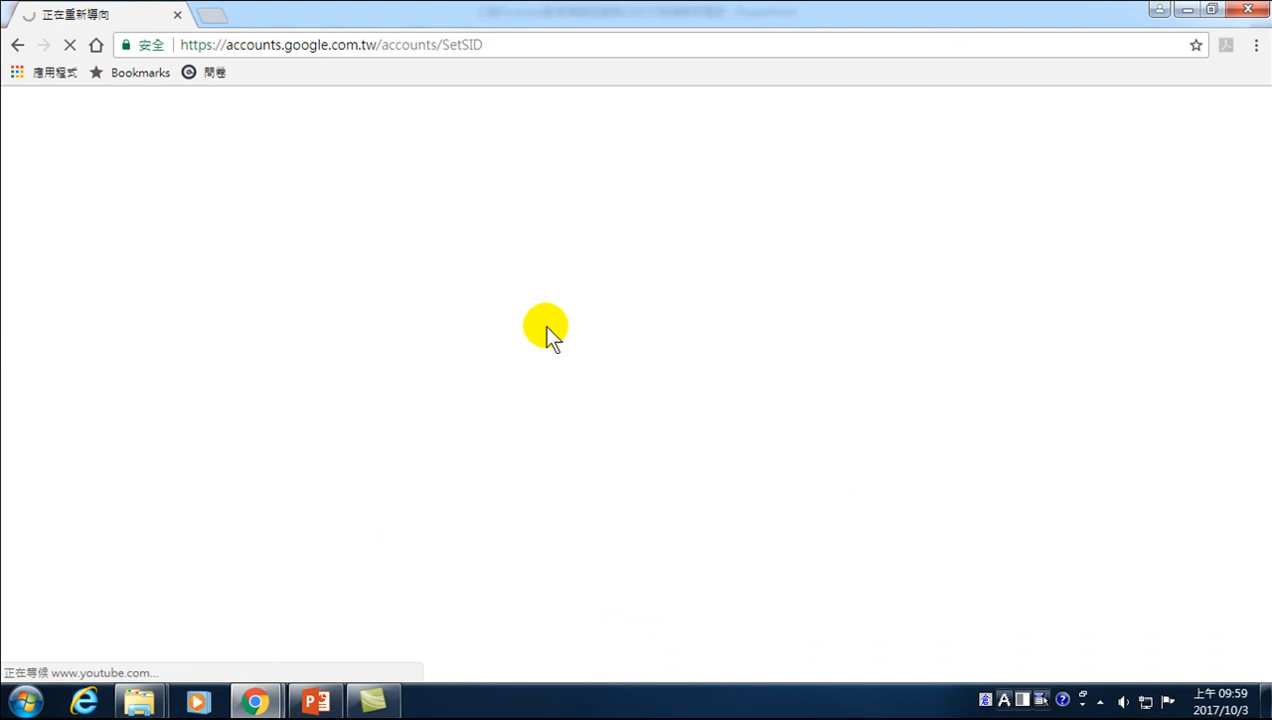 正在重新導向
安全 https://accounts.google.com.tw/accounts/SetSID
應用程式 Bookmarks 問卷
正在等候 www.youtube.com...
上午 09:59
2017/10/3